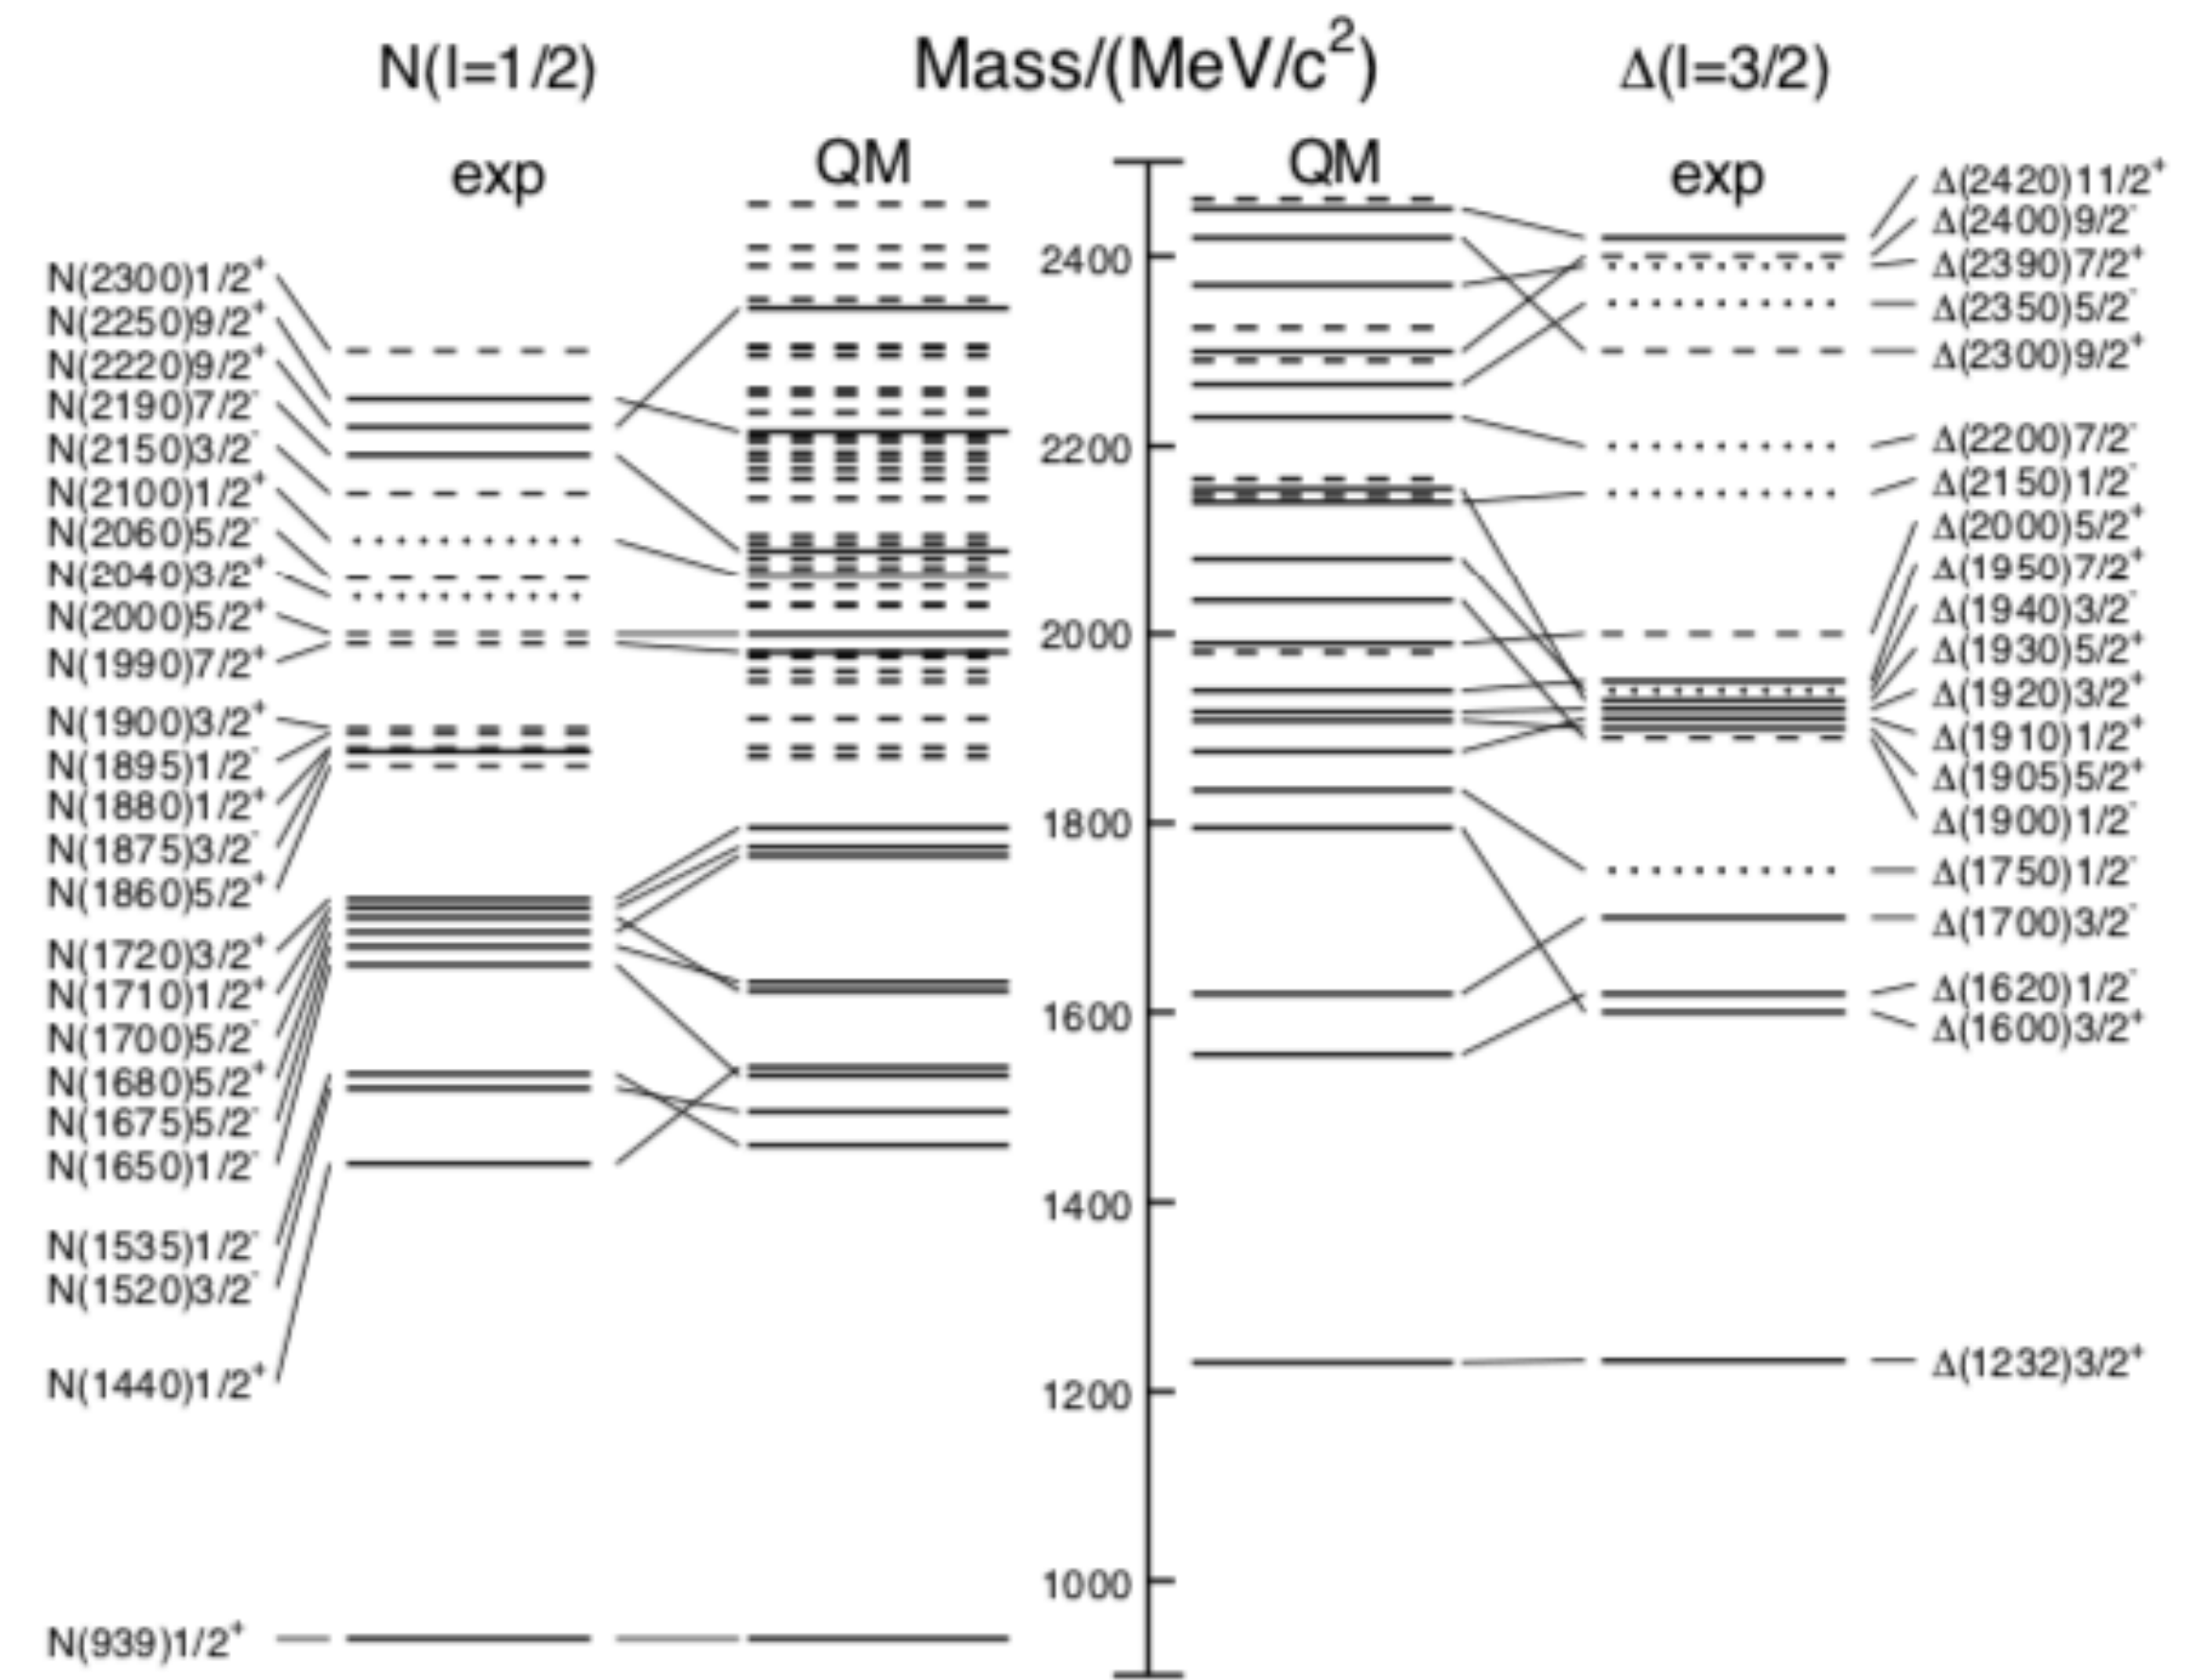 N(I=1/2)
Mass/(MeV/c²)
Δ(I=3/2)
exp
QM
QM
exp
N(2300)1/2⁺
N(2250)9/2⁺
N(2220)9/2⁺
N(2190)7/2⁻
N(2150)3/2⁻
N(2100)1/2⁺
N(2060)5/2⁻
N(2040)3/2⁺
N(2000)5/2⁺
N(1990)7/2⁺
N(1900)3/2⁺
N(1895)1/2⁻
N(1880)1/2⁺
N(1875)3/2⁻
N(1860)5/2⁺
N(1720)3/2⁺
N(1710)1/2⁺
N(1700)5/2⁻
N(1680)5/2⁺
N(1675)5/2⁻
N(1650)1/2⁻
N(1535)1/2⁻
N(1520)3/2⁻
N(1440)1/2⁺
N(939)1/2⁺
2400
2200
2000
1800
1600
1400
1200
1000
Δ(2420)11/2⁺
Δ(2400)9/2⁻
Δ(2390)7/2⁺
Δ(2350)5/2⁻
Δ(2300)9/2⁺
Δ(2200)7/2⁻
Δ(2150)1/2⁻
Δ(2000)5/2⁺
Δ(1950)7/2⁺
Δ(1940)3/2⁻
Δ(1930)5/2⁺
Δ(1920)3/2⁺
Δ(1910)1/2⁺
Δ(1905)5/2⁺
Δ(1900)1/2⁻
Δ(1750)1/2⁻
Δ(1700)3/2⁻
Δ(1620)1/2⁻
Δ(1600)3/2⁺
Δ(1232)3/2⁺